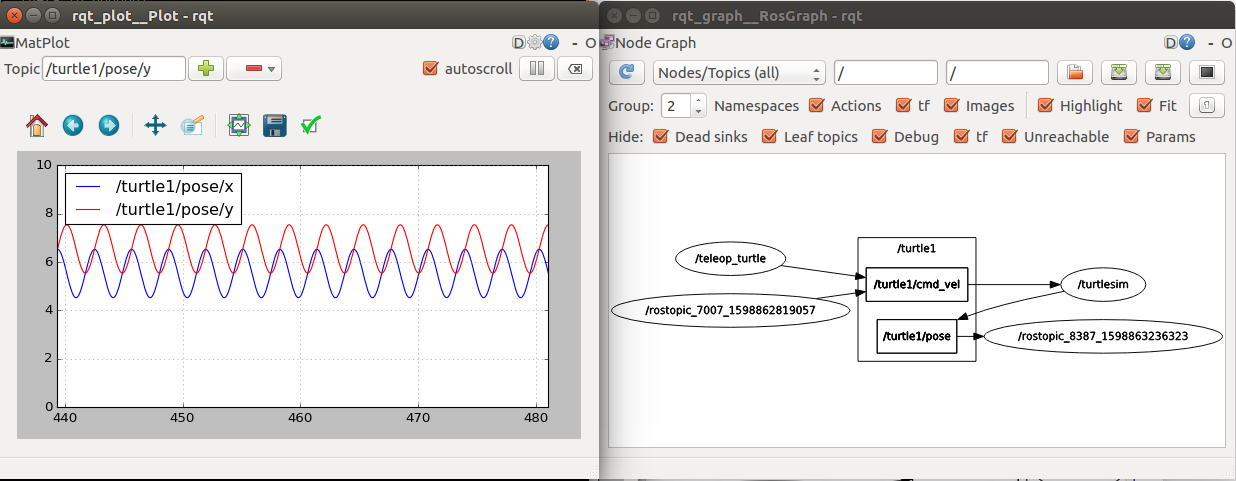 rqt_plot__Plot - rqt
MatPlot
D
- O
Topic /turtle1/pose/y
autoscroll
/turtle1/pose/x
/turtle1/pose/y
10
8
6
4
2
0
440 450 460 470 480
rqt_graph__RosGraph - rqt
Node Graph
D
- O
Nodes/Topics (all) / /
Group: 2 Namespaces Actions tf Images Highlight Fit
Hide: Dead sinks Leaf topics Debug tf Unreachable Params
/turtle1
/teleop_turtle
/turtle1/cmd_vel
/turtlesim
/rostopic_7007_1598862819057
/turtle1/pose
/rostopic_8387_1598863236323